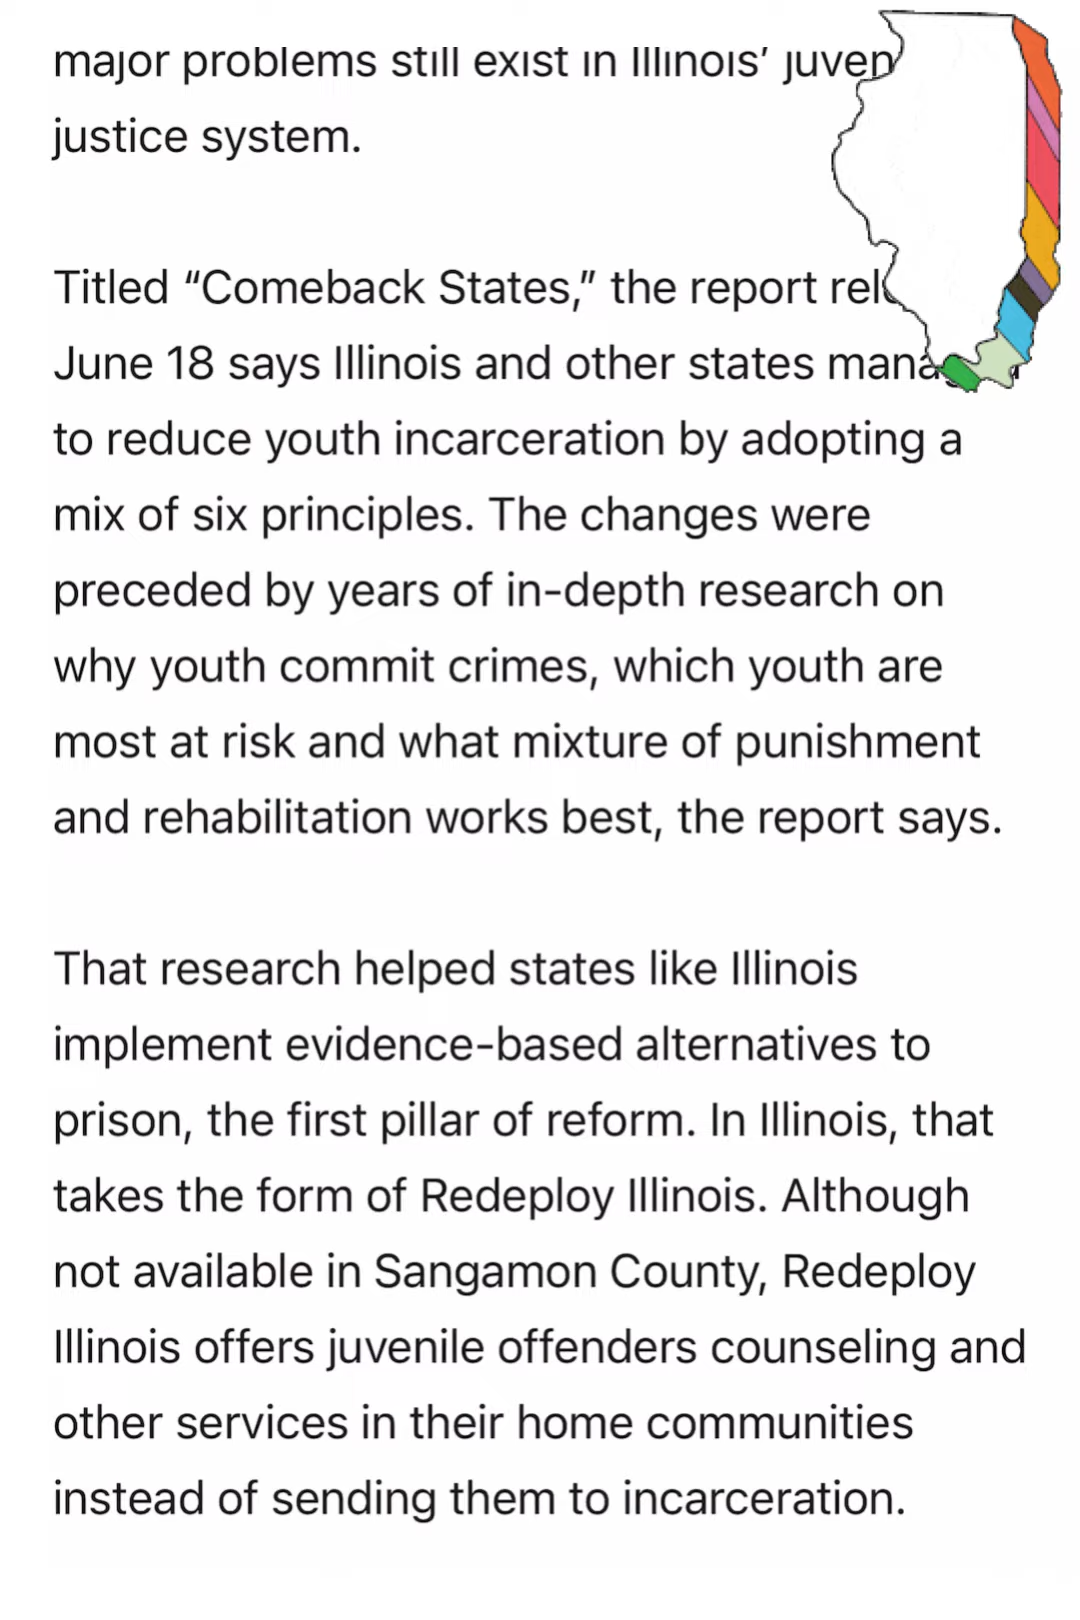 major problems still exist in Illinois’ juven
justice system.
Titled “Comeback States,” the report rel
June 18 says Illinois and other states mana
to reduce youth incarceration by adopting a
mix of six principles. The changes were
preceded by years of in-depth research on
why youth commit crimes, which youth are
most at risk and what mixture of punishment
and rehabilitation works best, the report says.
That research helped states like Illinois
implement evidence-based alternatives to
prison, the first pillar of reform. In Illinois, that
takes the form of Redeploy Illinois. Although
not available in Sangamon County, Redeploy
Illinois offers juvenile offenders counseling and
other services in their home communities
instead of sending them to incarceration.